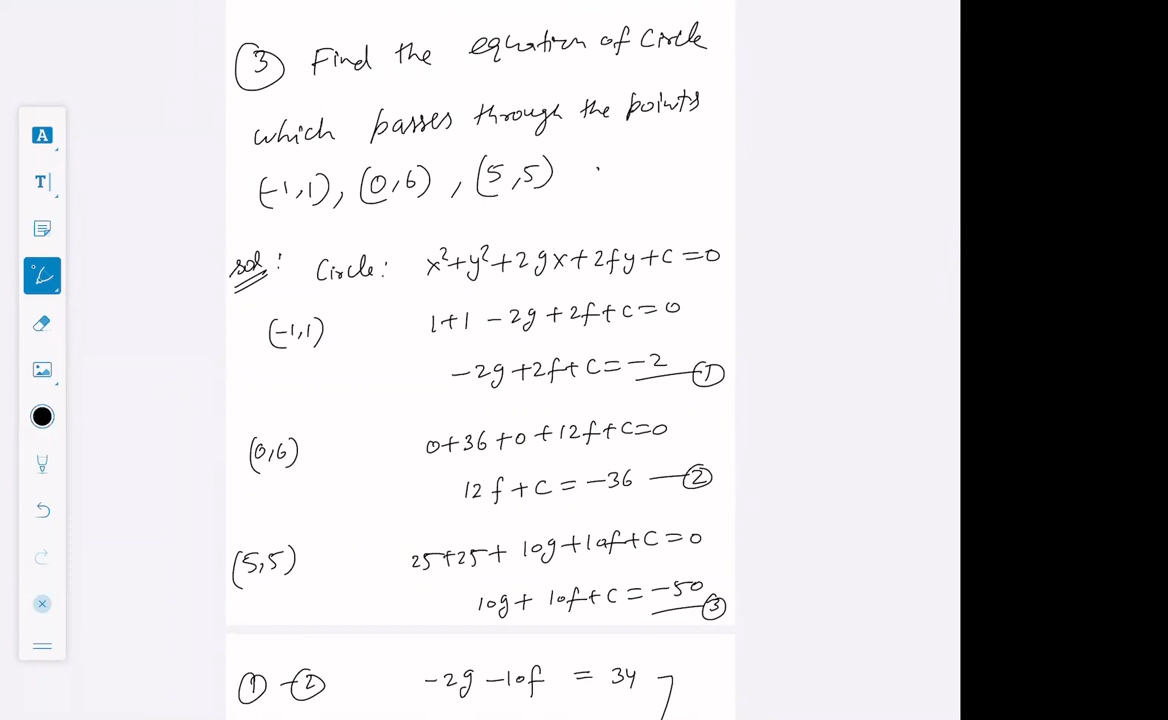 ③ Find the equation of Circle
which passes through the points
(-1,1), (0,6), (5,5).
sol: Circle: x²+y²+2gx+2fy+c=0
(-1,1) 1+1-2g+2f+c=0
-2g+2f+c=-2 —①
(0,6) 0+36+0+12f+c=0
12f+c=-36 —②
(5,5) 25+25+10g+10f+c=0
10g+10f+c=-50 —③
①-② -2g-10f = 34